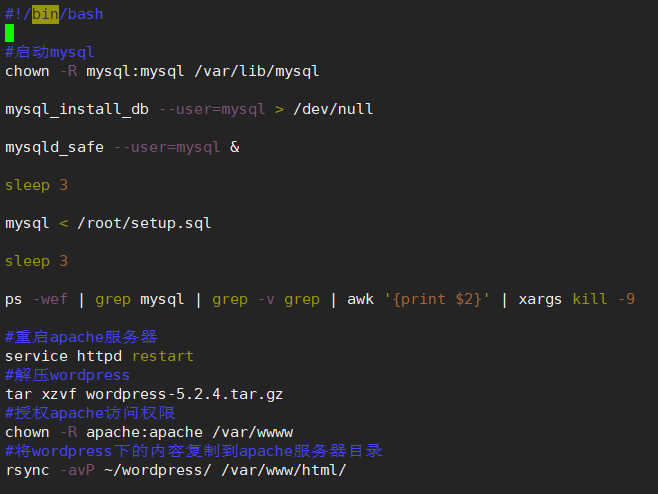 #!/bin/bash
#启动mysql
chown -R mysql:mysql /var/lib/mysql
mysql_install_db --user=mysql > /dev/null
mysqld_safe --user=mysql &
sleep 3
mysql < /root/setup.sql
sleep 3
ps -wef | grep mysql | grep -v grep | awk '{print $2}' | xargs kill -9
#重启apache服务器
service httpd restart
#解压wordpress
tar xzvf wordpress-5.2.4.tar.gz
#授权apache访问权限
chown -R apache:apache /var/wwww
#将wordpress下的内容复制到apache服务器目录
rsync -avP ~/wordpress/ /var/www/html/